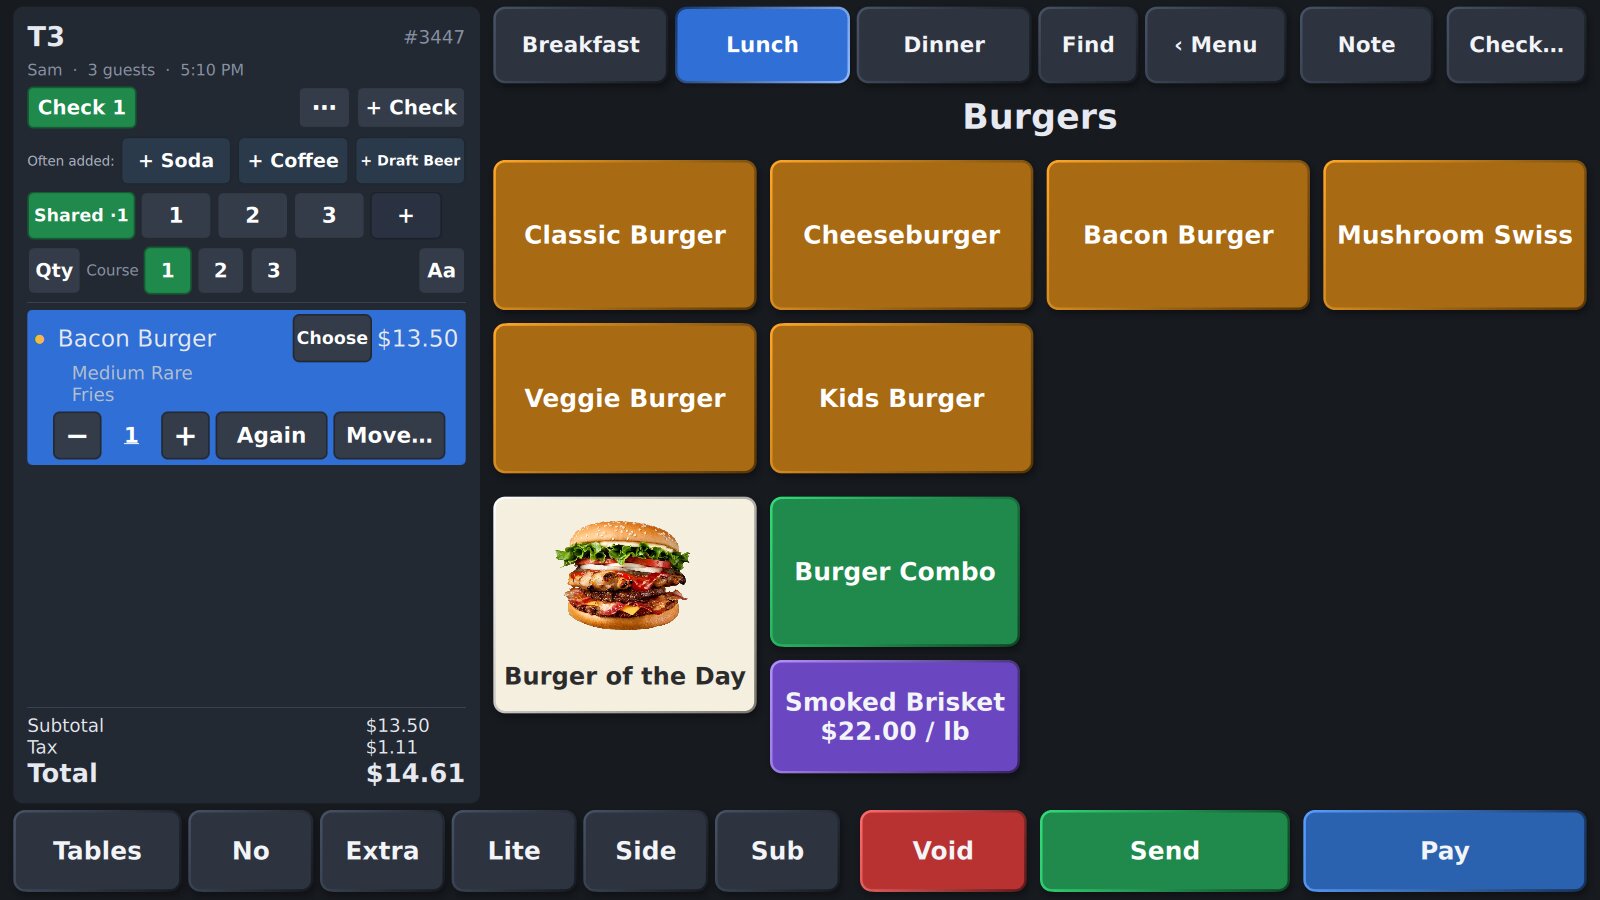 T3
#3447
Sam · 3 guests · 5:10 PM
Check 1
···
+ Check
Often added:
+ Soda
+ Coffee
+ Draft Beer
Shared ·1
1
2
3
+
Qty
Course
1
2
3
Aa
Bacon Burger
Choose
$13.50
Medium Rare
Fries
−
1
+
Again
Move…
Subtotal
$13.50
Tax
$1.11
Total
$14.61
Breakfast
Lunch
Dinner
Find
‹ Menu
Note
Check…
Burgers
Classic Burger
Cheeseburger
Bacon Burger
Mushroom Swiss
Veggie Burger
Kids Burger
Burger of the Day
Burger Combo
Smoked Brisket
$22.00 / lb
Tables
No
Extra
Lite
Side
Sub
Void
Send
Pay